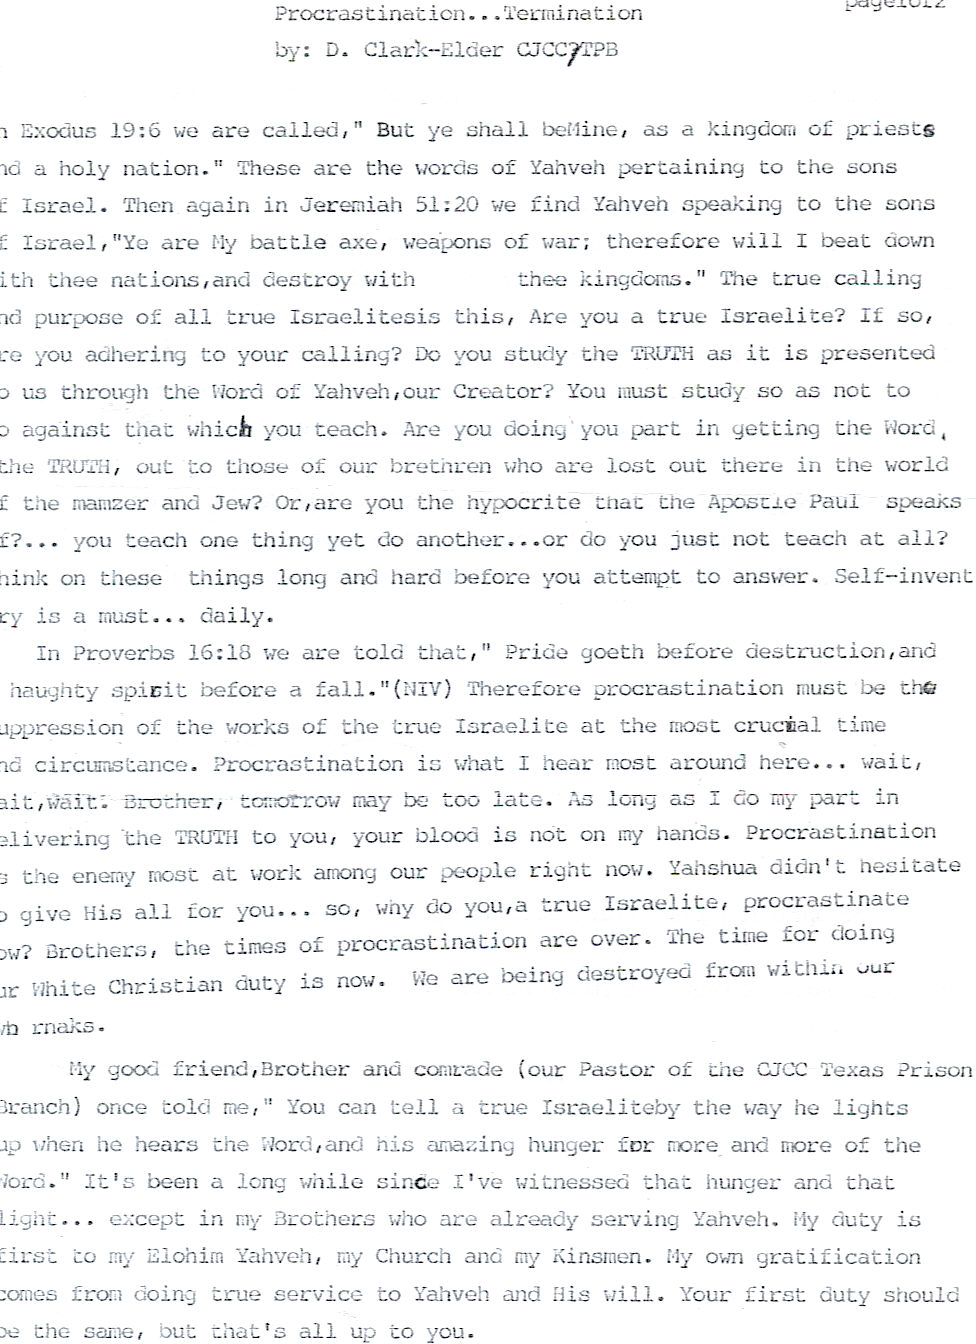 page1of2
Procrastination...Termination
by: D. Clark-Elder CJCC/TPB
n Exodus 19:6 we are called," But ye shall beMine, as a kingdom of priests
nd a holy nation." These are the words of Yahveh pertaining to the sons
f Israel. Then again in Jeremiah 51:20 we find Yahveh speaking to the sons
f Israel,"Ye are My battle axe, weapons of war; therefore will I beat down
ith thee nations,and destroy with thee kingdoms." The true calling
nd purpose of all true Israelitesis this, Are you a true Israelite? If so,
re you adhering to your calling? Do you study the TRUTH as it is presented
o us through the Word of Yahveh,our Creator? You must study so as not to
o against that which you teach. Are you doing you part in getting the Word,
the TRUTH, out to those of our brethren who are lost out there in the world
f the mamzer and Jew? Or,are you the hypocrite that the Apostle Paul speaks
f?... you teach one thing yet do another...or do you just not teach at all?
hink on these things long and hard before you attempt to answer. Self-invent
ry is a must... daily.
In Proverbs 16:18 we are told that," Pride goeth before destruction,and
haughty spirit before a fall."(NIV) Therefore procrastination must be the
uppression of the works of the true Israelite at the most crucial time
nd circumstance. Procrastination is what I hear most around here... wait,
ait,wait. Brother, tomorrow may be too late. As long as I do my part in
elivering the TRUTH to you, your blood is not on my hands. Procrastination
s the enemy most at work among our people right now. Yahshua didn't hesitate
o give His all for you... so, why do you,a true Israelite, procrastinate
ow? Brothers, the times of procrastination are over. The time for doing
ur White Christian duty is now. We are being destroyed from within our
wn rnaks.
My good friend,Brother and comrade (our Pastor of the CJCC Texas Prison
Branch) once told me," You can tell a true Israeliteby the way he lights
up when he hears the Word,and his amazing hunger for more and more of the
Word." It's been a long while since I've witnessed that hunger and that
light... except in my Brothers who are already serving Yahveh. My duty is
first to my Elohim Yahveh, my Church and my Kinsmen. My own gratification
comes from doing true service to Yahveh and His will. Your first duty should
be the same, but that's all up to you.